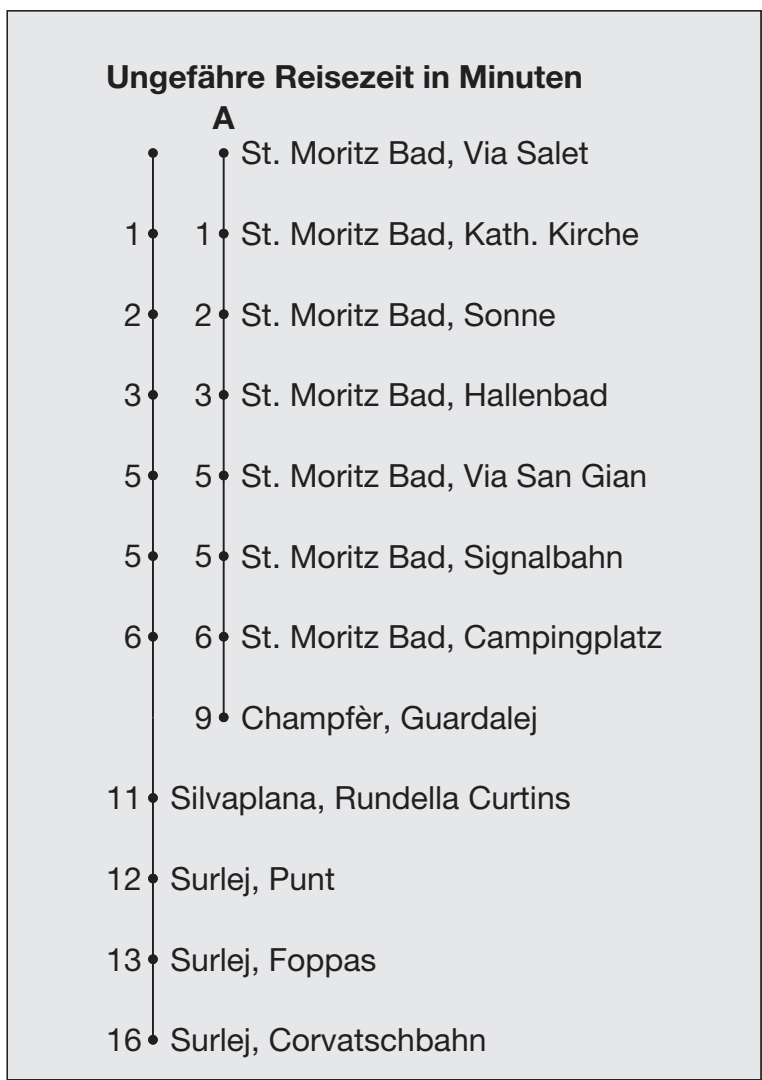 Ungefähre Reisezeit in Minuten
A
St. Moritz Bad, Via Salet
1 1 St. Moritz Bad, Kath. Kirche
2 2 St. Moritz Bad, Sonne
3 3 St. Moritz Bad, Hallenbad
5 5 St. Moritz Bad, Via San Gian
5 5 St. Moritz Bad, Signalbahn
6 6 St. Moritz Bad, Campingplatz
9 Champfèr, Guardalej
11 Silvaplana, Rundella Curtins
12 Surlej, Punt
13 Surlej, Foppas
16 Surlej, Corvatschbahn